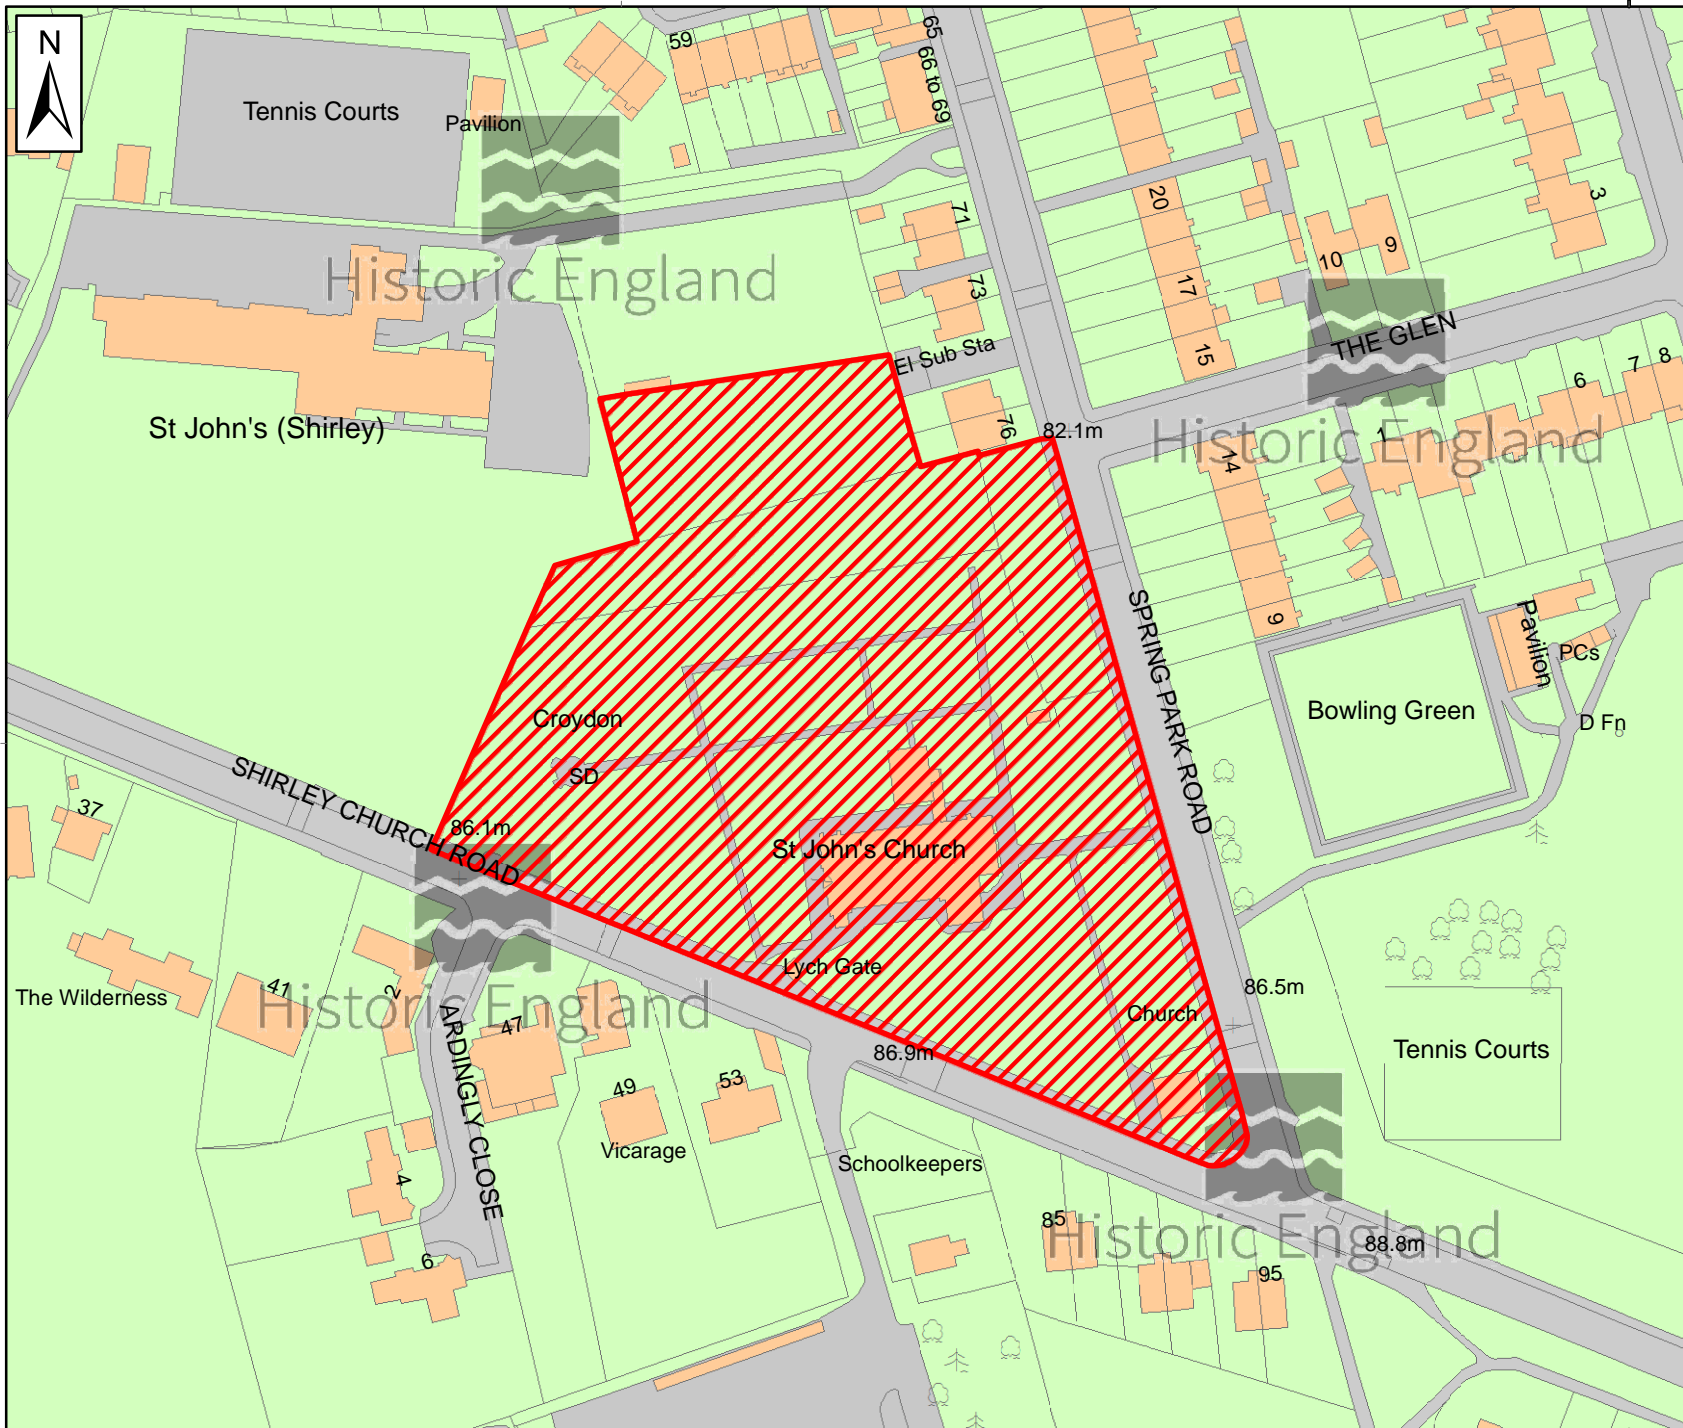 N
Tennis Courts
Pavilion
59
65
66 to 69
71
73
20
17
15
10
9
3
Historic England
El Sub Sta
THE GLEN
76
82.1m
14
1
6
7
8
Historic England
St John's (Shirley)
9
SPRING PARK ROAD
Pavilion
PCs
D Fn
Bowling Green
Croydon
SD
SHIRLEY CHURCH ROAD
37
86.1m
St John's Church
Lych Gate
Church
86.5m
86.9m
The Wilderness
41
2
47
Historic England
ARDINGLY CLOSE
49
53
Vicarage
Schoolkeepers
Tennis Courts
4
6
85
95
88.8m
Historic England